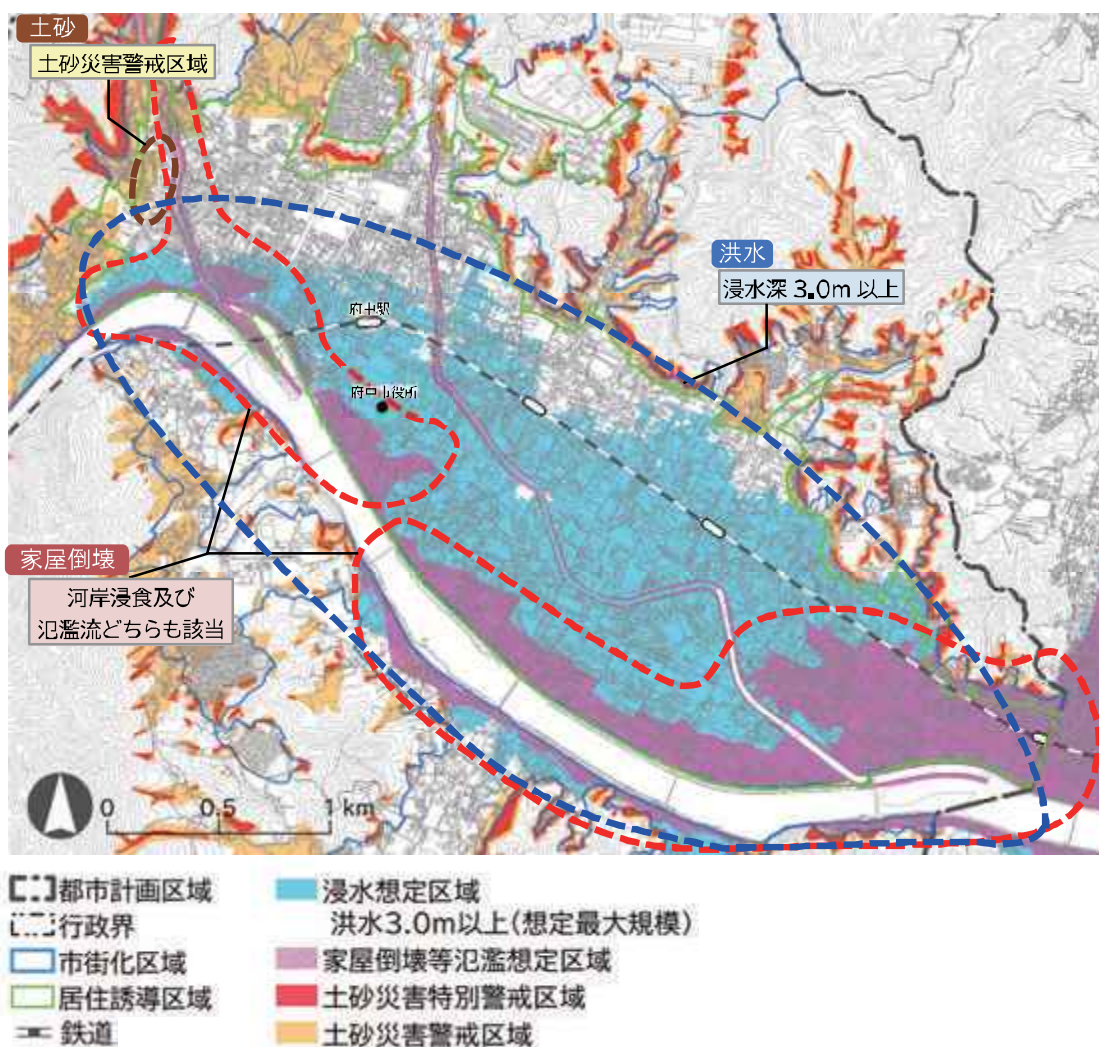 土砂
土砂災害警戒区域
洪水
浸水深 3.0m 以上
府中駅
府中市役所
家屋倒壊
河岸浸食及び
氾濫流どちらも該当
0 0.5 1 km
都市計画区域
行政界
市街化区域
居住誘導区域
鉄道
浸水想定区域
洪水3.0m以上(想定最大規模)
家屋倒壊等氾濫想定区域
土砂災害特別警戒区域
土砂災害警戒区域